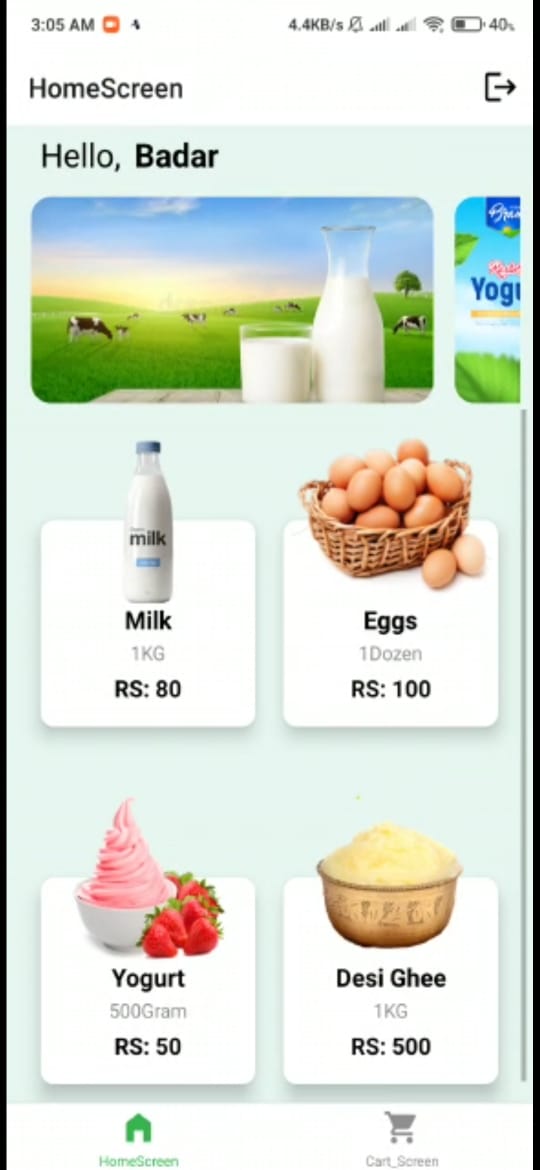 3:05 AM 4.4KB/s 40%
HomeScreen
Hello, Badar
Yogu
milk
Milk
1KG
RS: 80
Eggs
1Dozen
RS: 100
Yogurt
500Gram
RS: 50
Desi Ghee
1KG
RS: 500
HomeScreen
Cart_Screen